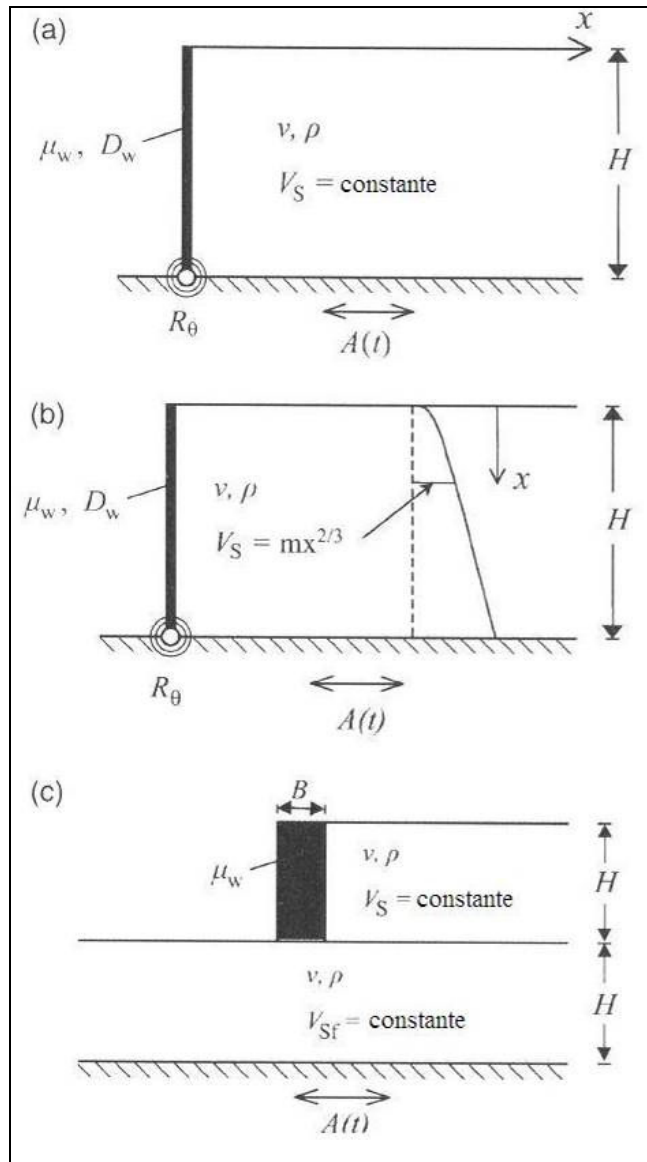 (a)
x
μw, Dw
ν, ρ
VS = constante
H
Rθ
A(t)
(b)
μw, Dw
ν, ρ
VS = mx2/3
x
H
Rθ
A(t)
(c)
B
μw
ν, ρ
VS = constante
H
ν, ρ
VSf = constante
H
A(t)